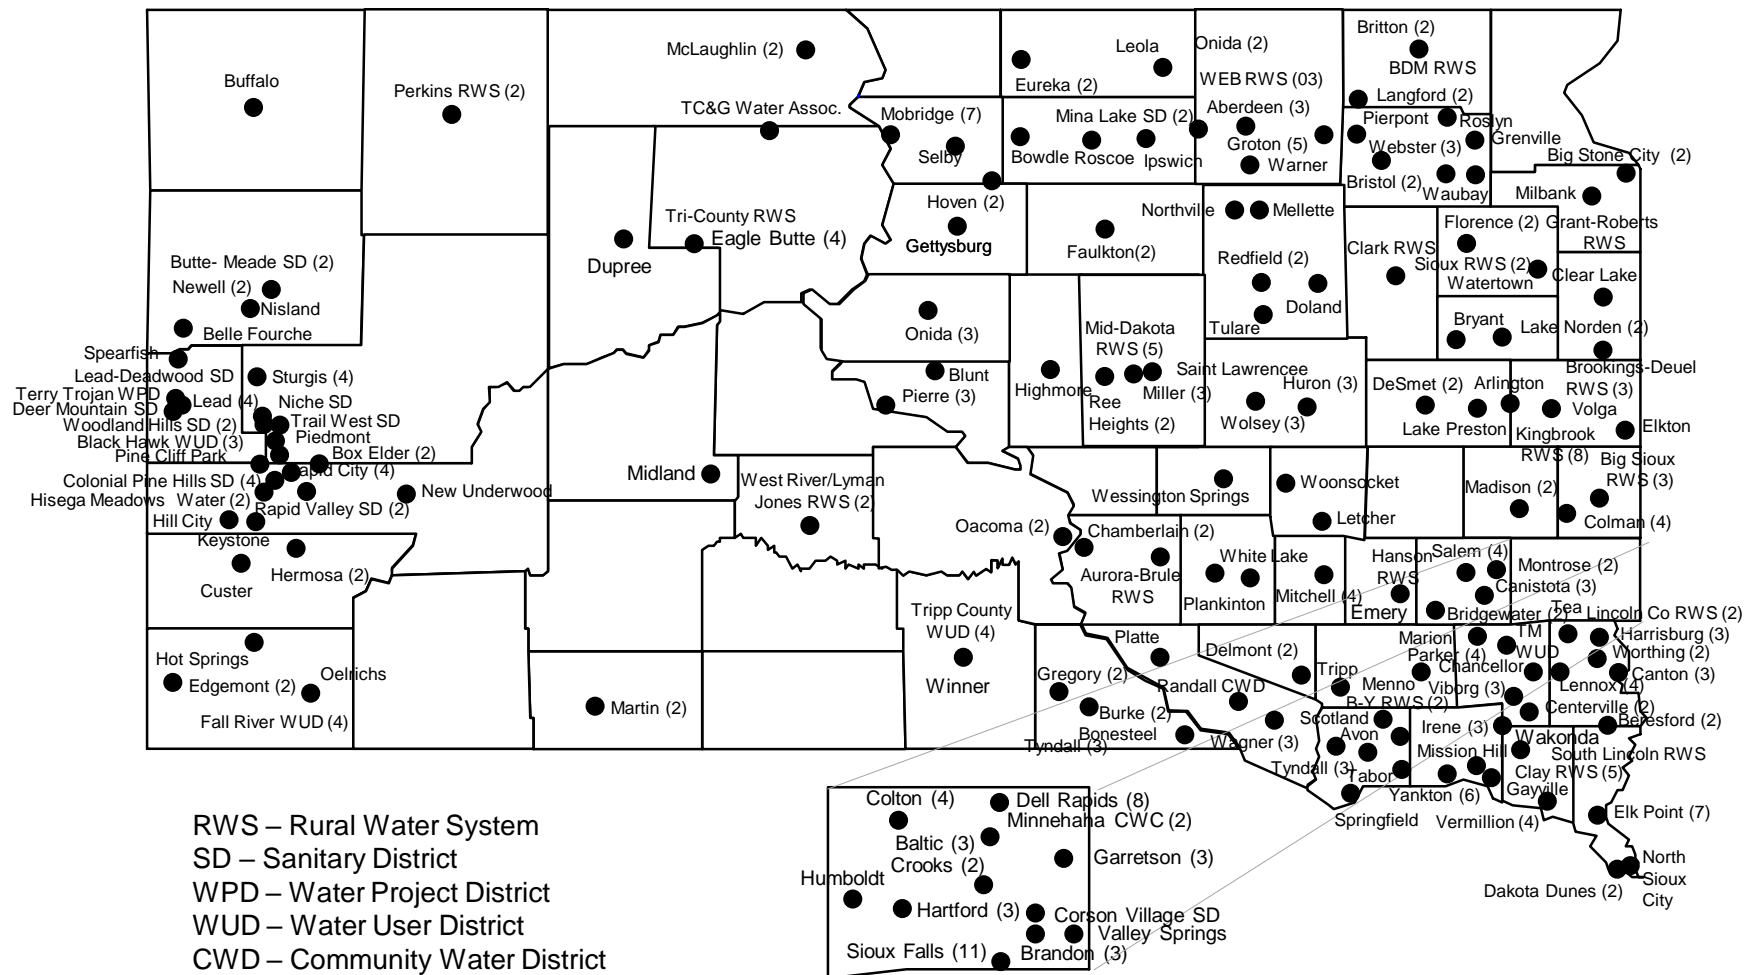 Buffalo
Perkins RWS (2)
McLaughlin (2)
TC&G Water Assoc.
Eureka (2)
Leola
Onida (2)
WEB RWS (03)
Aberdeen (3)
Groton (5)
Warner
Britton (2)
BDM RWS
Langford (2)
Pierpont
Roslyn
Grenville
Webster (3)
Bristol (2)
Waubay
Big Stone City (2)
Milbank
Grant-Roberts
RWS
Mobridge (7)
Selby
Mina Lake SD (2)
Bowdle
Roscoe
Ipswich
Hoven (2)
Gettysburg
Faulkton(2)
Northville
Mellette
Redfield (2)
Doland
Tulare
Clark RWS
Florence (2)
Sioux RWS (2)
Watertown
Clear Lake
Bryant
Lake Norden (2)
Tri-County RWS
Eagle Butte (4)
Dupree
Butte- Meade SD (2)
Newell (2)
Nisland
Belle Fourche
Spearfish
Lead-Deadwood SD
Sturgis (4)
Terry Trojan WPD
Lead (4)
Deer Mountain SD
Niche SD
Woodland Hills SD (2)
Trail West SD
Black Hawk WUD (3)
Piedmont
Pine Cliff Park
Box Elder (2)
Rapid City (4)
Colonial Pine Hills SD (4)
Hisega Meadows Water (2)
New Underwood
Rapid Valley SD (2)
Hill City
Keystone
Hermosa (2)
Custer
Hot Springs
Edgemont (2)
Oelrichs
Fall River WUD (4)
Onida (3)
Blunt
Pierre (3)
Highmore
Mid-Dakota
RWS (5)
Saint Lawrencee
Miller (3)
Ree
Heights (2)
Huron (3)
Wolsey (3)
DeSmet (2)
Arlington
Lake Preston
Brookings-Deuel
RWS (3)
Volga
Elkton
Kingbrook
RWS (8)
Big Sioux
RWS (3)
Madison (2)
Colman (4)
Midland
West River/Lyman
Jones RWS (2)
Wessington Springs
Woonsocket
Letcher
Oacoma (2)
Chamberlain (2)
Aurora-Brule
RWS
White Lake
Plankinton
Mitchell (4)
Hanson
RWS
Emery
Salem (4)
Montrose (2)
Canistota (3)
Bridgewater (2)
Tripp County
WUD (4)
Winner
Martin (2)
Gregory (2)
Burke (2)
Bonesteel
Tyndall (3)
Platte
Delmont (2)
Randall CWD
Wagner (3)
Tripp
Marion
Parker (4)
Menno
B-Y RWS (2)
Scotland
Avon
Tyndall (3)
Tabor
Springfield
TM
WUD
Chancellor
Viborg (3)
Tea
Lincoln Co RWS (2)
Harrisburg (3)
Worthing (2)
Canton (3)
Lennox (4)
Centerville (2)
Beresford (2)
Irene (3)
Wakonda
Mission Hill
South Lincoln RWS
Clay RWS (5)
Gayville
Yankton (6)
Vermillion (4)
Elk Point (7)
North
Sioux
City
Dakota Dunes (2)
Colton (4)
Dell Rapids (8)
Minnehaha CWC (2)
Baltic (3)
Crooks (2)
Garretson (3)
Humboldt
Hartford (3)
Corson Village SD
Valley Springs
Sioux Falls (11)
Brandon (3)
RWS – Rural Water System
SD – Sanitary District
WPD – Water Project District
WUD – Water User District
CWD – Community Water District